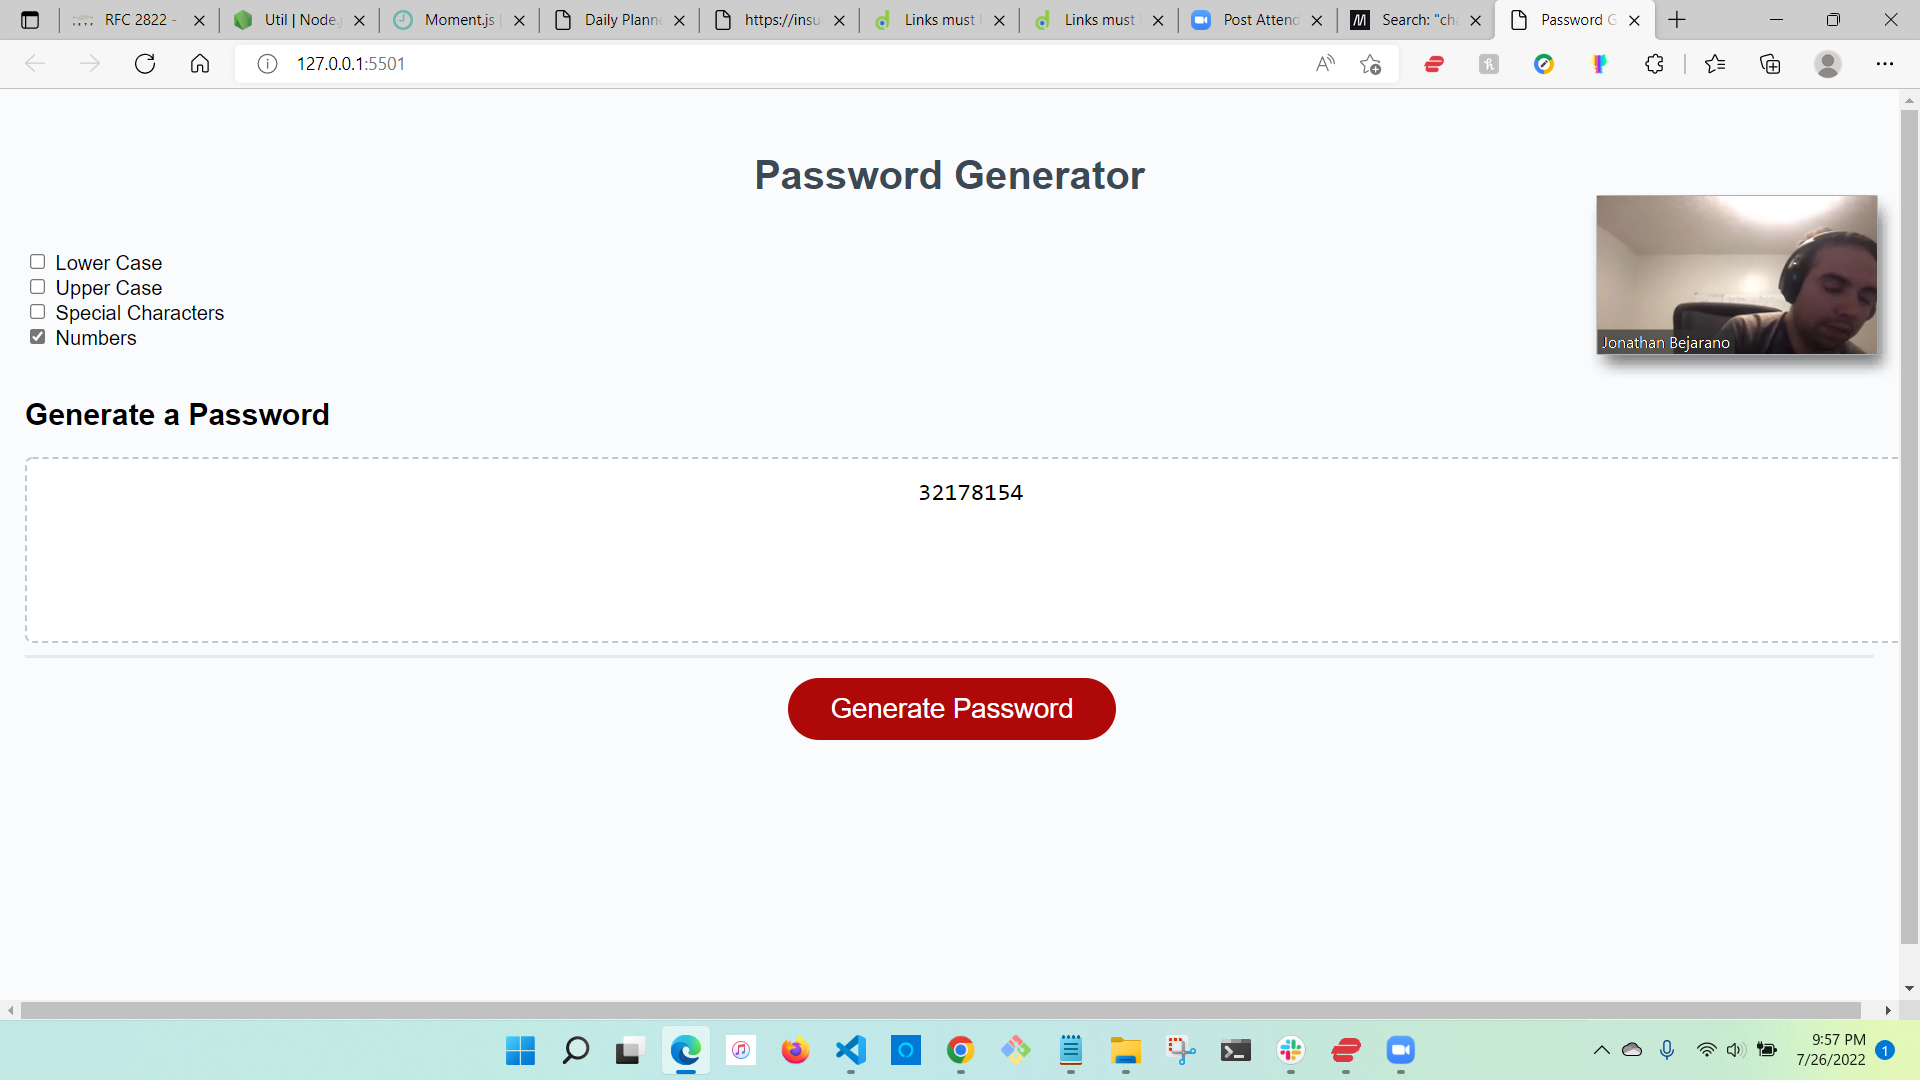 RFC 2822 -
Util | Node.j
Moment.js |
Daily Planne
https://insu
Links must
Links must
Post Attend
Search: "cha
Password G
127.0.0.1:5501
Password Generator
Lower Case
Upper Case
Special Characters
Numbers
Jonathan Bejarano
Generate a Password
32178154
Generate Password
9:57 PM
7/26/2022
1